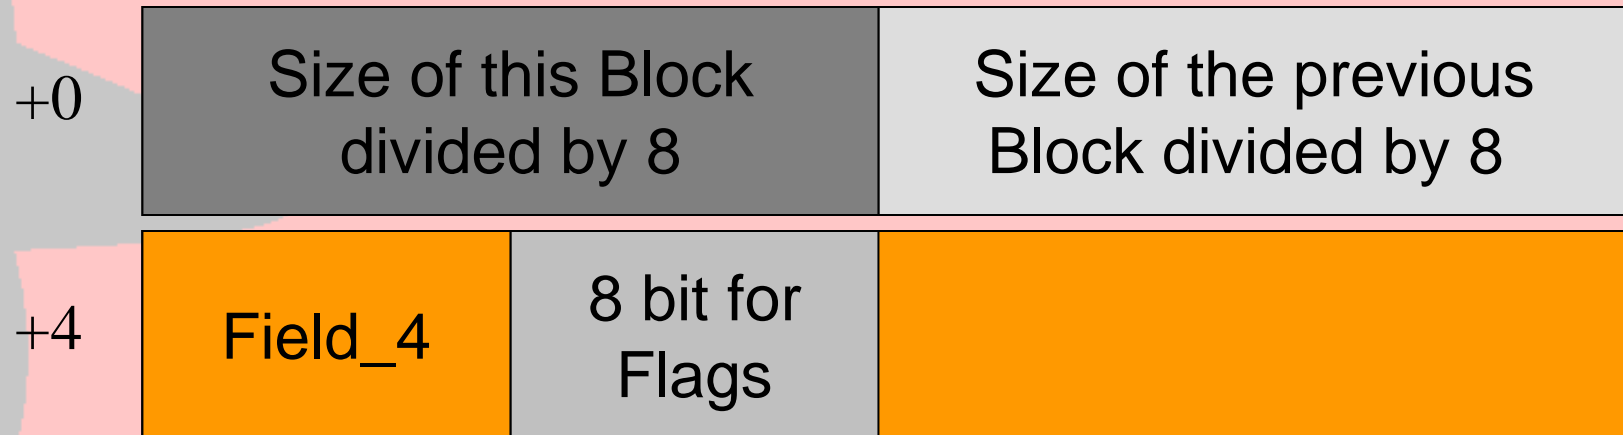 +0
Size of this Block
divided by 8
Size of the previous
Block divided by 8
+4
Field_4
8 bit for
Flags